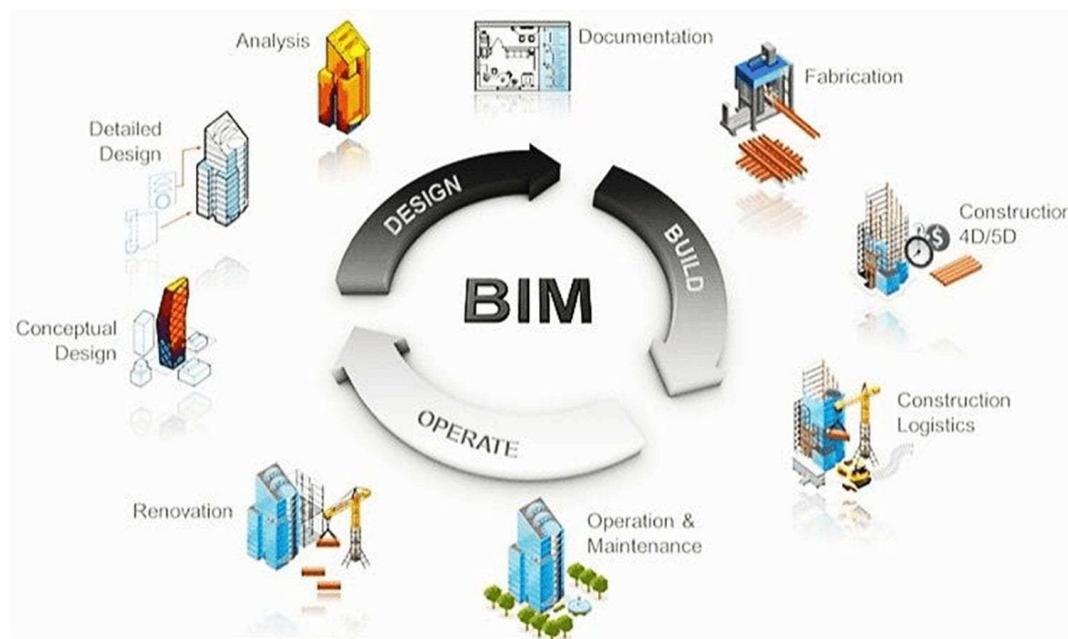 Analysis
Documentation
Fabrication
Detailed
Design
DESIGN
BUILD
Construction
4D/5D
$
BIM
Conceptual
Design
OPERATE
Construction
Logistics
Renovation
Operation &
Maintenance